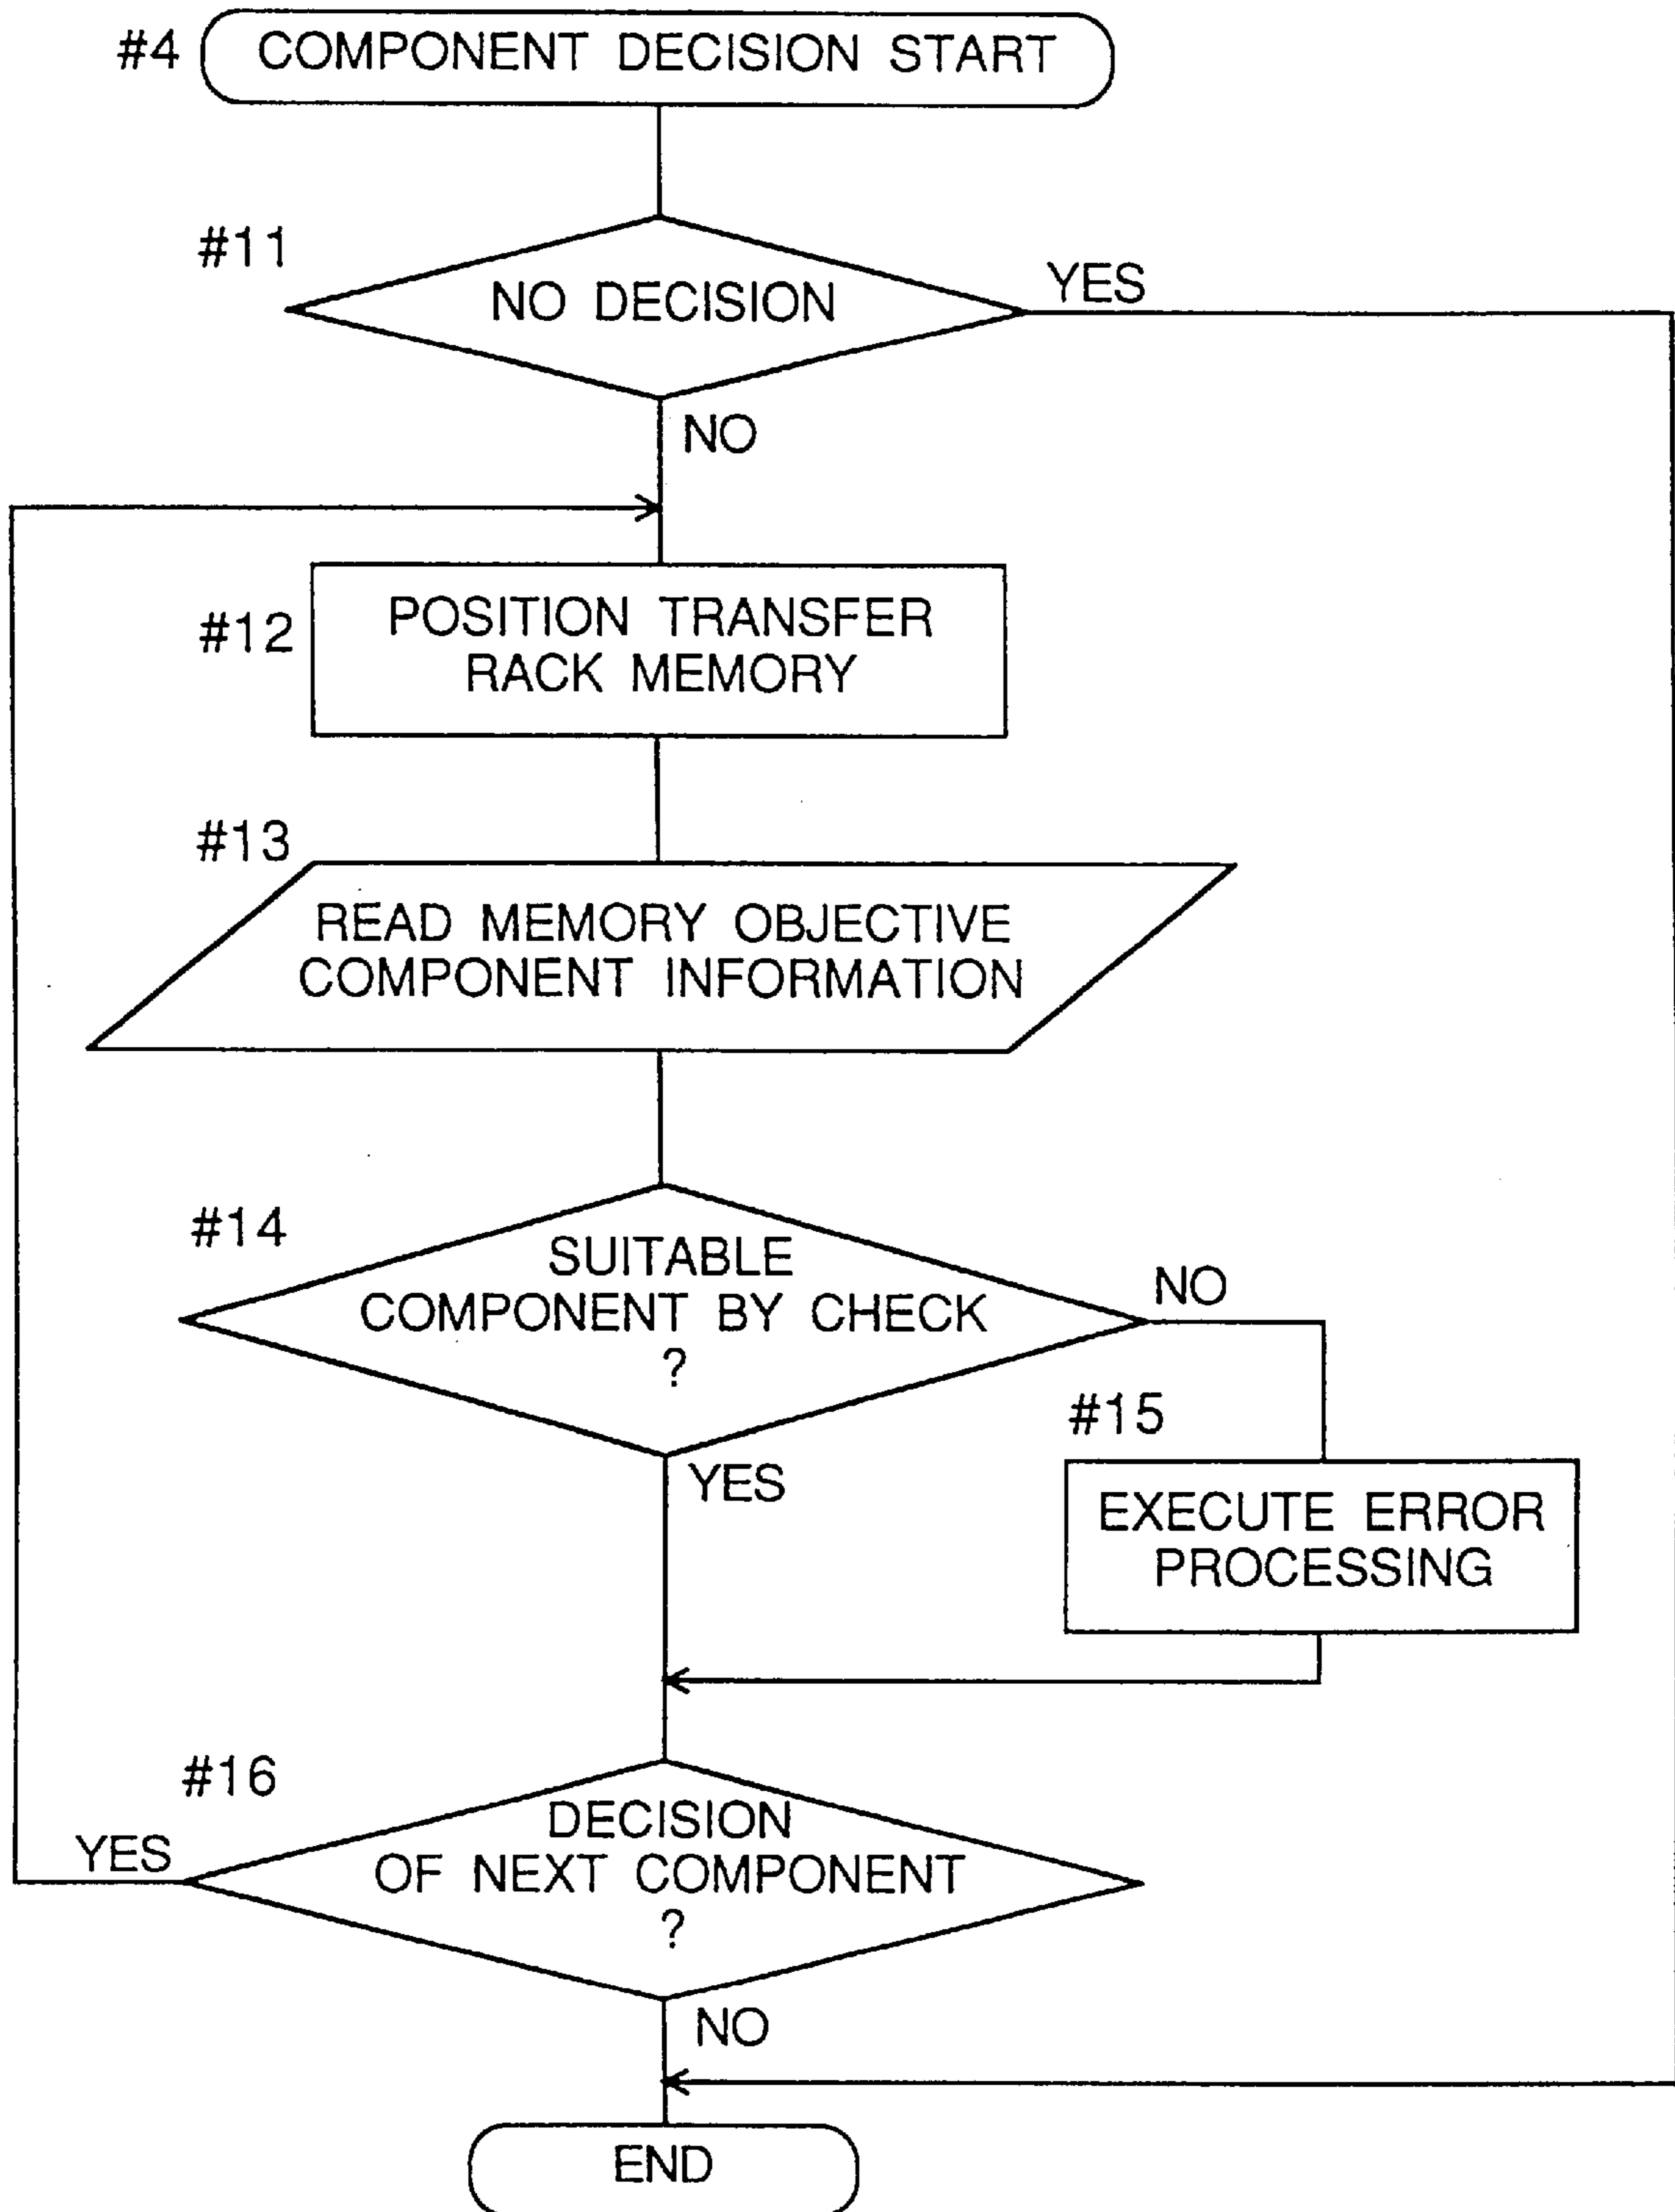 #4 COMPONENT DECISION START
#11
NO DECISION
YES
NO
#12
POSITION TRANSFER
RACK MEMORY
#13
READ MEMORY OBJECTIVE
COMPONENT INFORMATION
#14
SUITABLE
COMPONENT BY CHECK
?
NO
YES
#15
EXECUTE ERROR
PROCESSING
#16
DECISION
OF NEXT COMPONENT
?
YES
NO
END